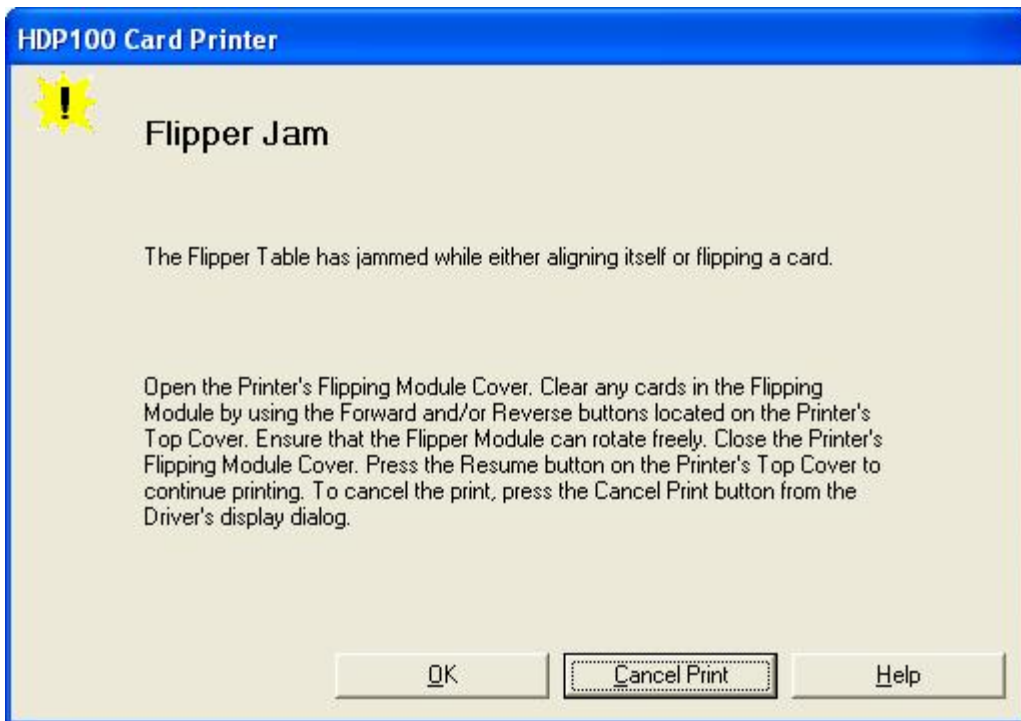 HDP100 Card Printer
!
Flipper Jam
The Flipper Table has jammed while either aligning itself or flipping a card.
Open the Printer's Flipping Module Cover. Clear any cards in the Flipping
Module by using the Forward and/or Reverse buttons located on the Printer's
Top Cover. Ensure that the Flipper Module can rotate freely. Close the Printer's
Flipping Module Cover. Press the Resume button on the Printer's Top Cover to
continue printing. To cancel the print, press the Cancel Print button from the
Driver's display dialog.
OK Cancel Print Help